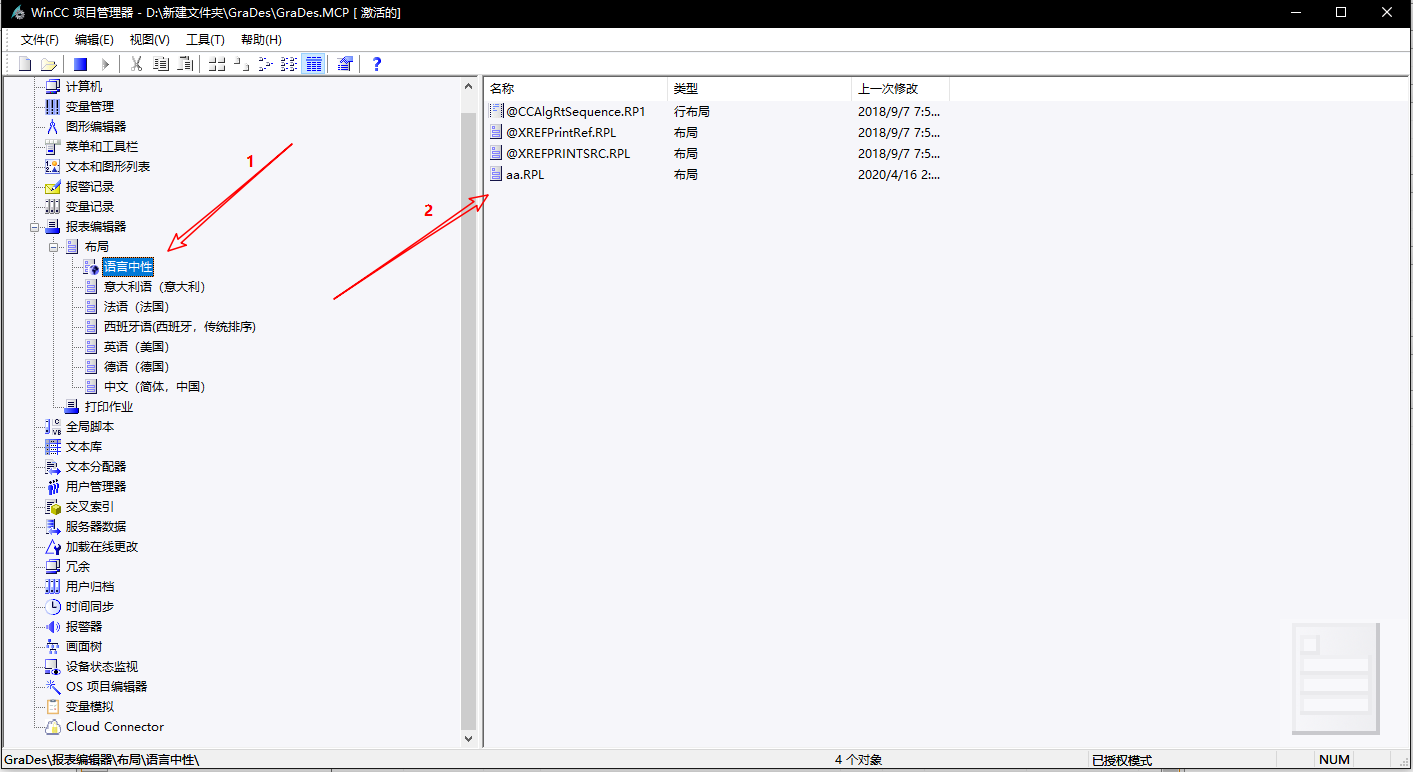 WinCC 项目管理器 - D:\新建文件夹\GraDes\GraDes.MCP [ 激活的]
文件(F) 编辑(E) 视图(V) 工具(T) 帮助(H)
计算机
变量管理
图形编辑器
菜单和工具栏
文本和图形列表
报警记录
变量记录
报表编辑器
布局
语言中性
意大利语（意大利）
法语（法国）
西班牙语(西班牙，传统排序)
英语（美国）
德语（德国）
中文（简体，中国）
打印作业
全局脚本
文本库
文本分配器
用户管理器
交叉索引
服务器数据
加载在线更改
冗余
用户归档
时间同步
报警器
画面树
设备状态监视
OS 项目编辑器
变量模拟
Cloud Connector
1
2
名称 类型 上一次修改
@CCAlgRtSequence.RP1 行布局 2018/9/7 7:5...
@XREFPrintRef.RPL 布局 2018/9/7 7:5...
@XREFPRINTSRC.RPL 布局 2018/9/7 7:5...
aa.RPL 布局 2020/4/16 2:...
GraDes\报表编辑器\布局\语言中性\ 4 个对象 已授权模式 NUM